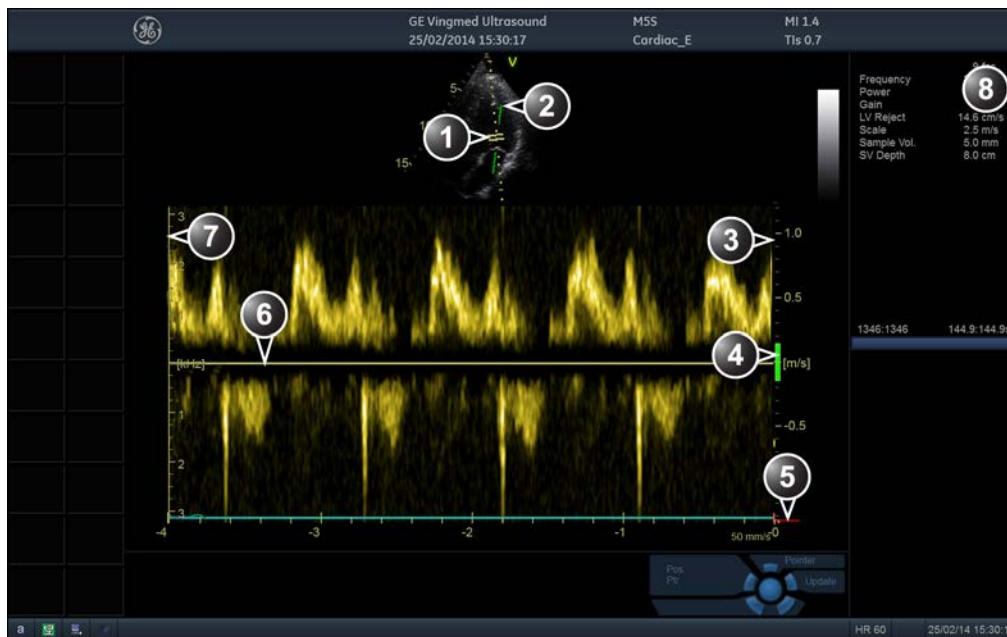 GE Vingmed Ultrasound M5S MI 1.4
25/02/2014 15:30:17 Cardiac_E TIs 0.7
V
5
15
1
2
8
Frequency
Power
Gain
LV Reject 14.6 cm/s
Scale 2.5 m/s
Sample Vol. 5.0 mm
SV Depth 8.0 cm
3
7
2
3
1.0
6
0.5
1346:1346
4
[kHz] [m/s]
1
-0.5
2
5
3
-4 -3 -2 -1 50 mm/s -0
Pos
Ptr
Pointer
Update
a HR 60 25/02/14 15:30: